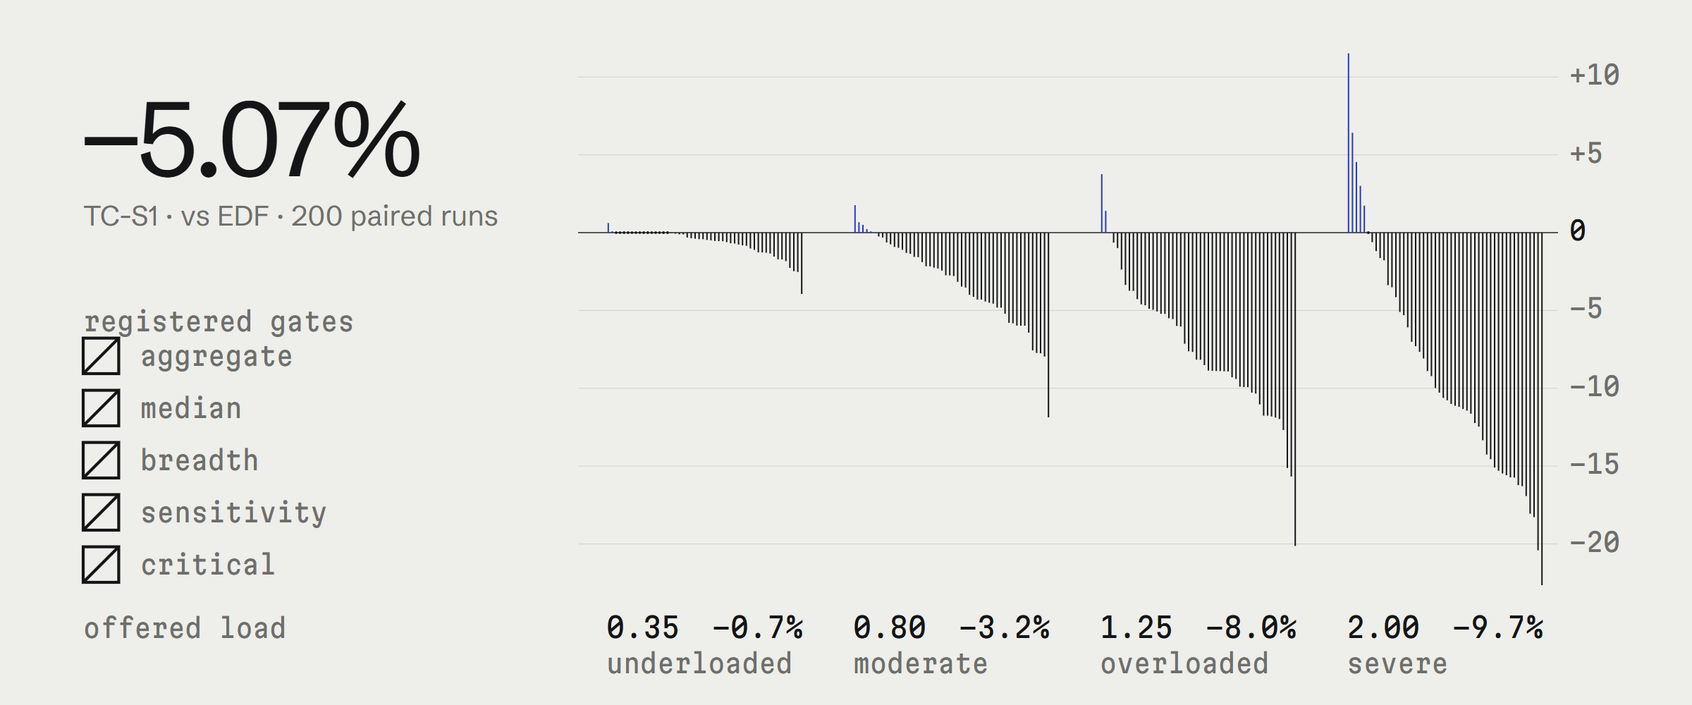 −5.07%
TC-S1 · vs EDF · 200 paired runs
registered gates
aggregate
median
breadth
sensitivity
critical
+10
+5
0
−5
−10
−15
−20
offered load
0.35 −0.7%
underloaded
0.80 −3.2%
moderate
1.25 −8.0%
overloaded
2.00 −9.7%
severe